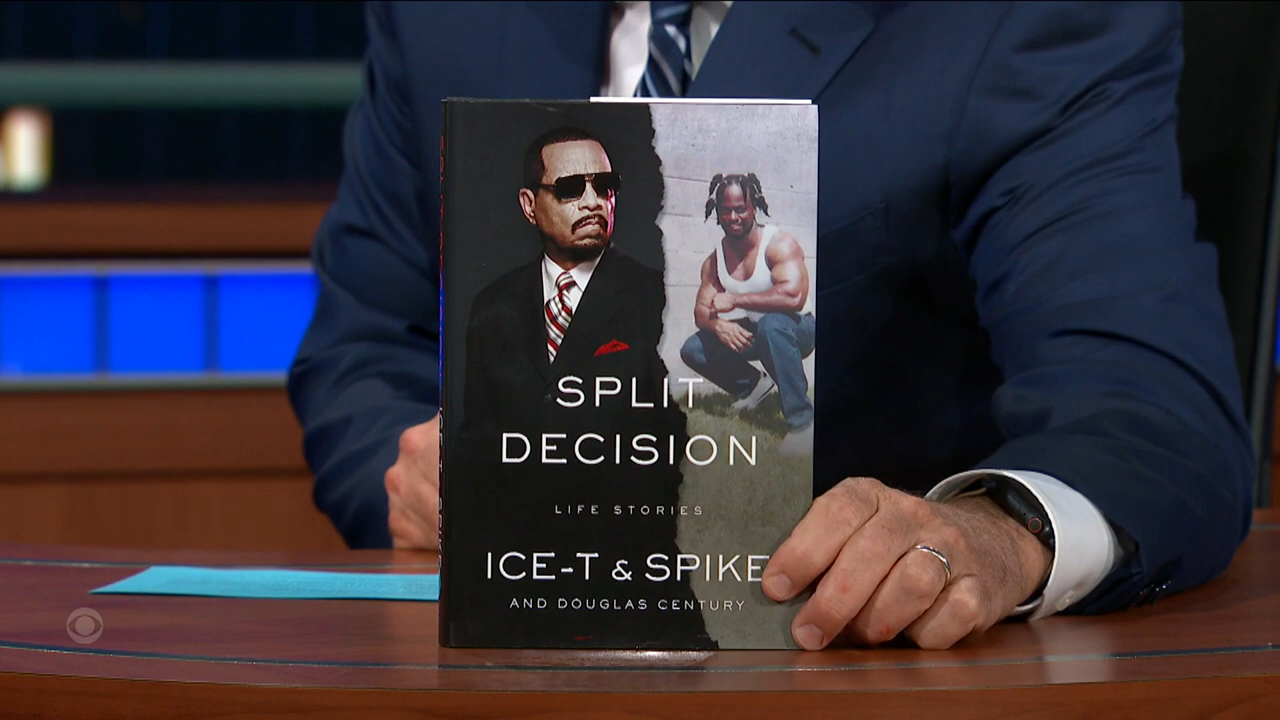 SPLIT
DECISION
LIFE STORIES
ICE-T & SPIKE
AND DOUGLAS CENTURY